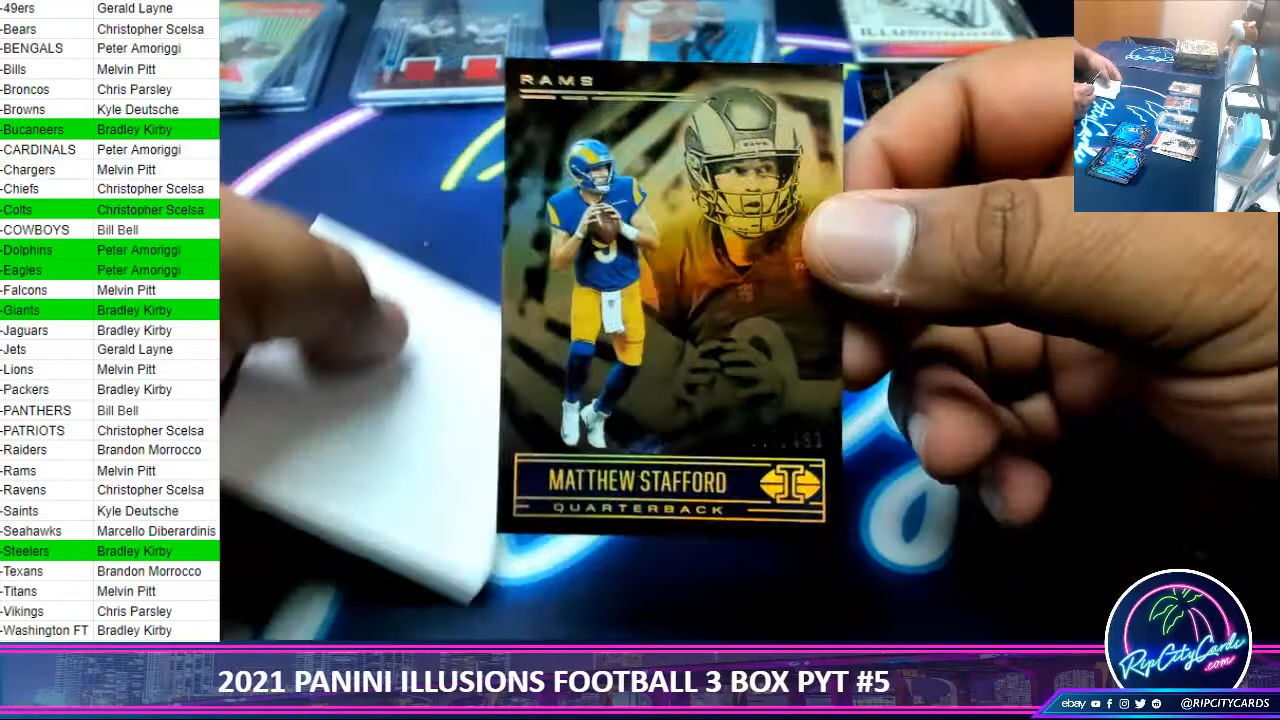 -49ers Gerald Layne
-Bears Christopher Scelsa
-BENGALS Peter Amoriggi
-Bills Melvin Pitt
-Broncos Chris Parsley
-Browns Kyle Deutsche
-Bucaneers Bradley Kirby
-CARDINALS Peter Amoriggi
-Chargers Melvin Pitt
-Chiefs Christopher Scelsa
-Colts Christopher Scelsa
-COWBOYS Bill Bell
-Dolphins Peter Amoriggi
-Eagles Peter Amoriggi
-Falcons Melvin Pitt
-Giants Bradley Kirby
-Jaguars Bradley Kirby
-Jets Gerald Layne
-Lions Melvin Pitt
-Packers Bradley Kirby
-PANTHERS Bill Bell
-PATRIOTS Christopher Scelsa
-Raiders Brandon Morrocco
-Rams Melvin Pitt
-Ravens Christopher Scelsa
-Saints Kyle Deutsche
-Seahawks Marcello Diberardinis
-Steelers Bradley Kirby
-Texans Brandon Morrocco
-Titans Melvin Pitt
-Vikings Chris Parsley
-Washington FT Bradley Kirby
RAMS
MATTHEW STAFFORD
QUARTERBACK
I
2021 PANINI ILLUSIONS FOOTBALL 3 BOX PYT #5
RipCityCards
.com
ebay @RIPCITYCARDS